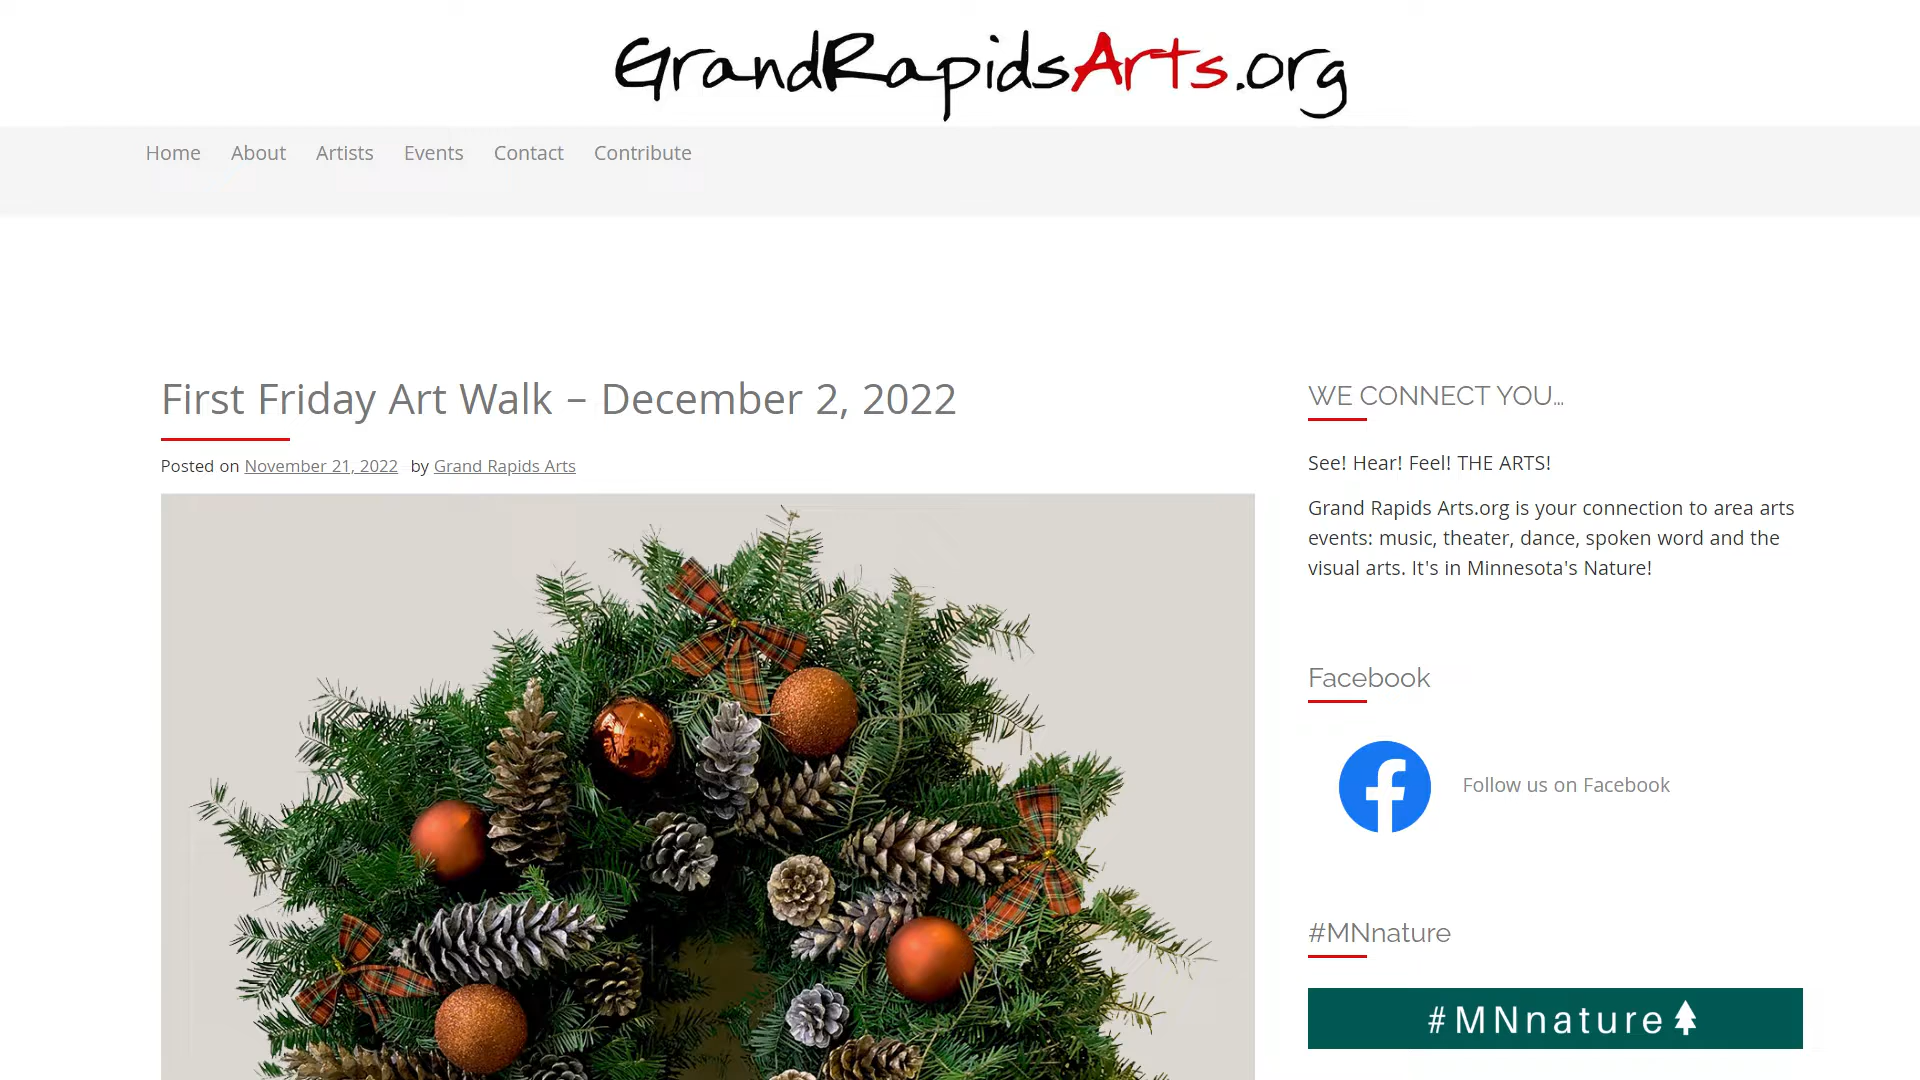 GrandRapidsArts.org
Home About Artists Events Contact Contribute
First Friday Art Walk – December 2, 2022
Posted on November 21, 2022 by Grand Rapids Arts
WE CONNECT YOU…
See! Hear! Feel! THE ARTS!
Grand Rapids Arts.org is your connection to area arts
events: music, theater, dance, spoken word and the
visual arts. It's in Minnesota's Nature!
Facebook
Follow us on Facebook
#MNnature
#MNnature